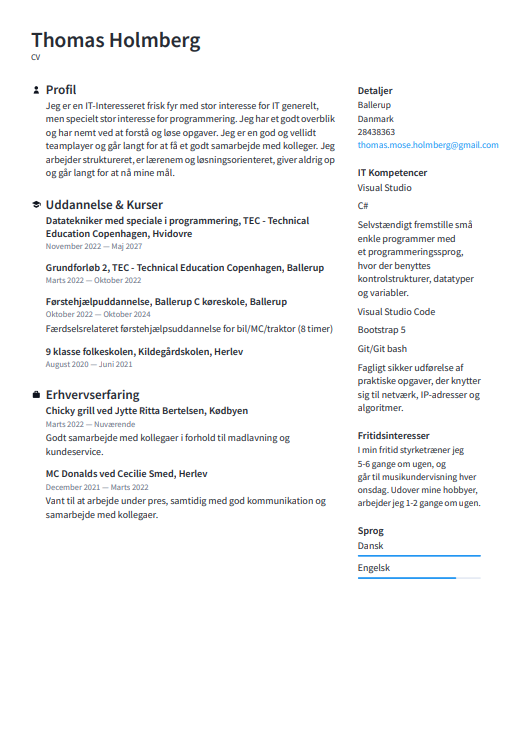 Thomas Holmberg
CV
Profil
Jeg er en IT-Interesseret frisk fyr med stor interesse for IT generelt,
men specielt stor interesse for programmering. Jeg har et godt overblik
og har nemt ved at forstå og løse opgaver. Jeg er en god og vellidt
teamplayer og går langt for at få et godt samarbejde med kolleger. Jeg
arbejder struktureret, er lærenem og løsningsorienteret, giver aldrig op
og går langt for at nå mine mål.
Uddannelse & Kurser
Datatekniker med speciale i programmering, TEC - Technical
Education Copenhagen, Hvidovre
November 2022 — Maj 2027
Grundforløb 2, TEC - Technical Education Copenhagen, Ballerup
Marts 2022 — Oktober 2022
Førstehjælpuddannelse, Ballerup C køreskole, Ballerup
Oktober 2022 — Oktober 2024
Færdselsrelateret førstehjælpsuddannelse for bil/MC/traktor (8 timer)
9 klasse folkeskolen, Kildegårdskolen, Herlev
August 2020 — Juni 2021
Erhvervserfaring
Chicky grill ved Jytte Ritta Bertelsen, Kødbyen
Marts 2022 — Nuværende
Godt samarbejde med kollegaer i forhold til madlavning og
kundeservice.
MC Donalds ved Cecilie Smed, Herlev
December 2021 — Marts 2022
Vant til at arbejde under pres, samtidig med god kommunikation og
samarbejde med kollegaer.
Detaljer
Ballerup
Danmark
28438363
thomas.mose.holmberg@gmail.com
IT Kompetencer
Visual Studio
C#
Selvstændigt fremstille små
enkle programmer med
et programmeringssprog,
hvor der benyttes
kontrolstrukturer, datatyper
og variabler.
Visual Studio Code
Bootstrap 5
Git/Git bash
Fagligt sikker udførelse af
praktiske opgaver, der knytter
sig til netværk, IP-adresser og
algoritmer.
Fritidsinteresser
I min fritid styrketræner jeg
5-6 gange om ugen, og
går til musikundervisning hver
onsdag. Udover mine hobbyer,
arbejder jeg 1-2 gange om ugen.
Sprog
Dansk
Engelsk